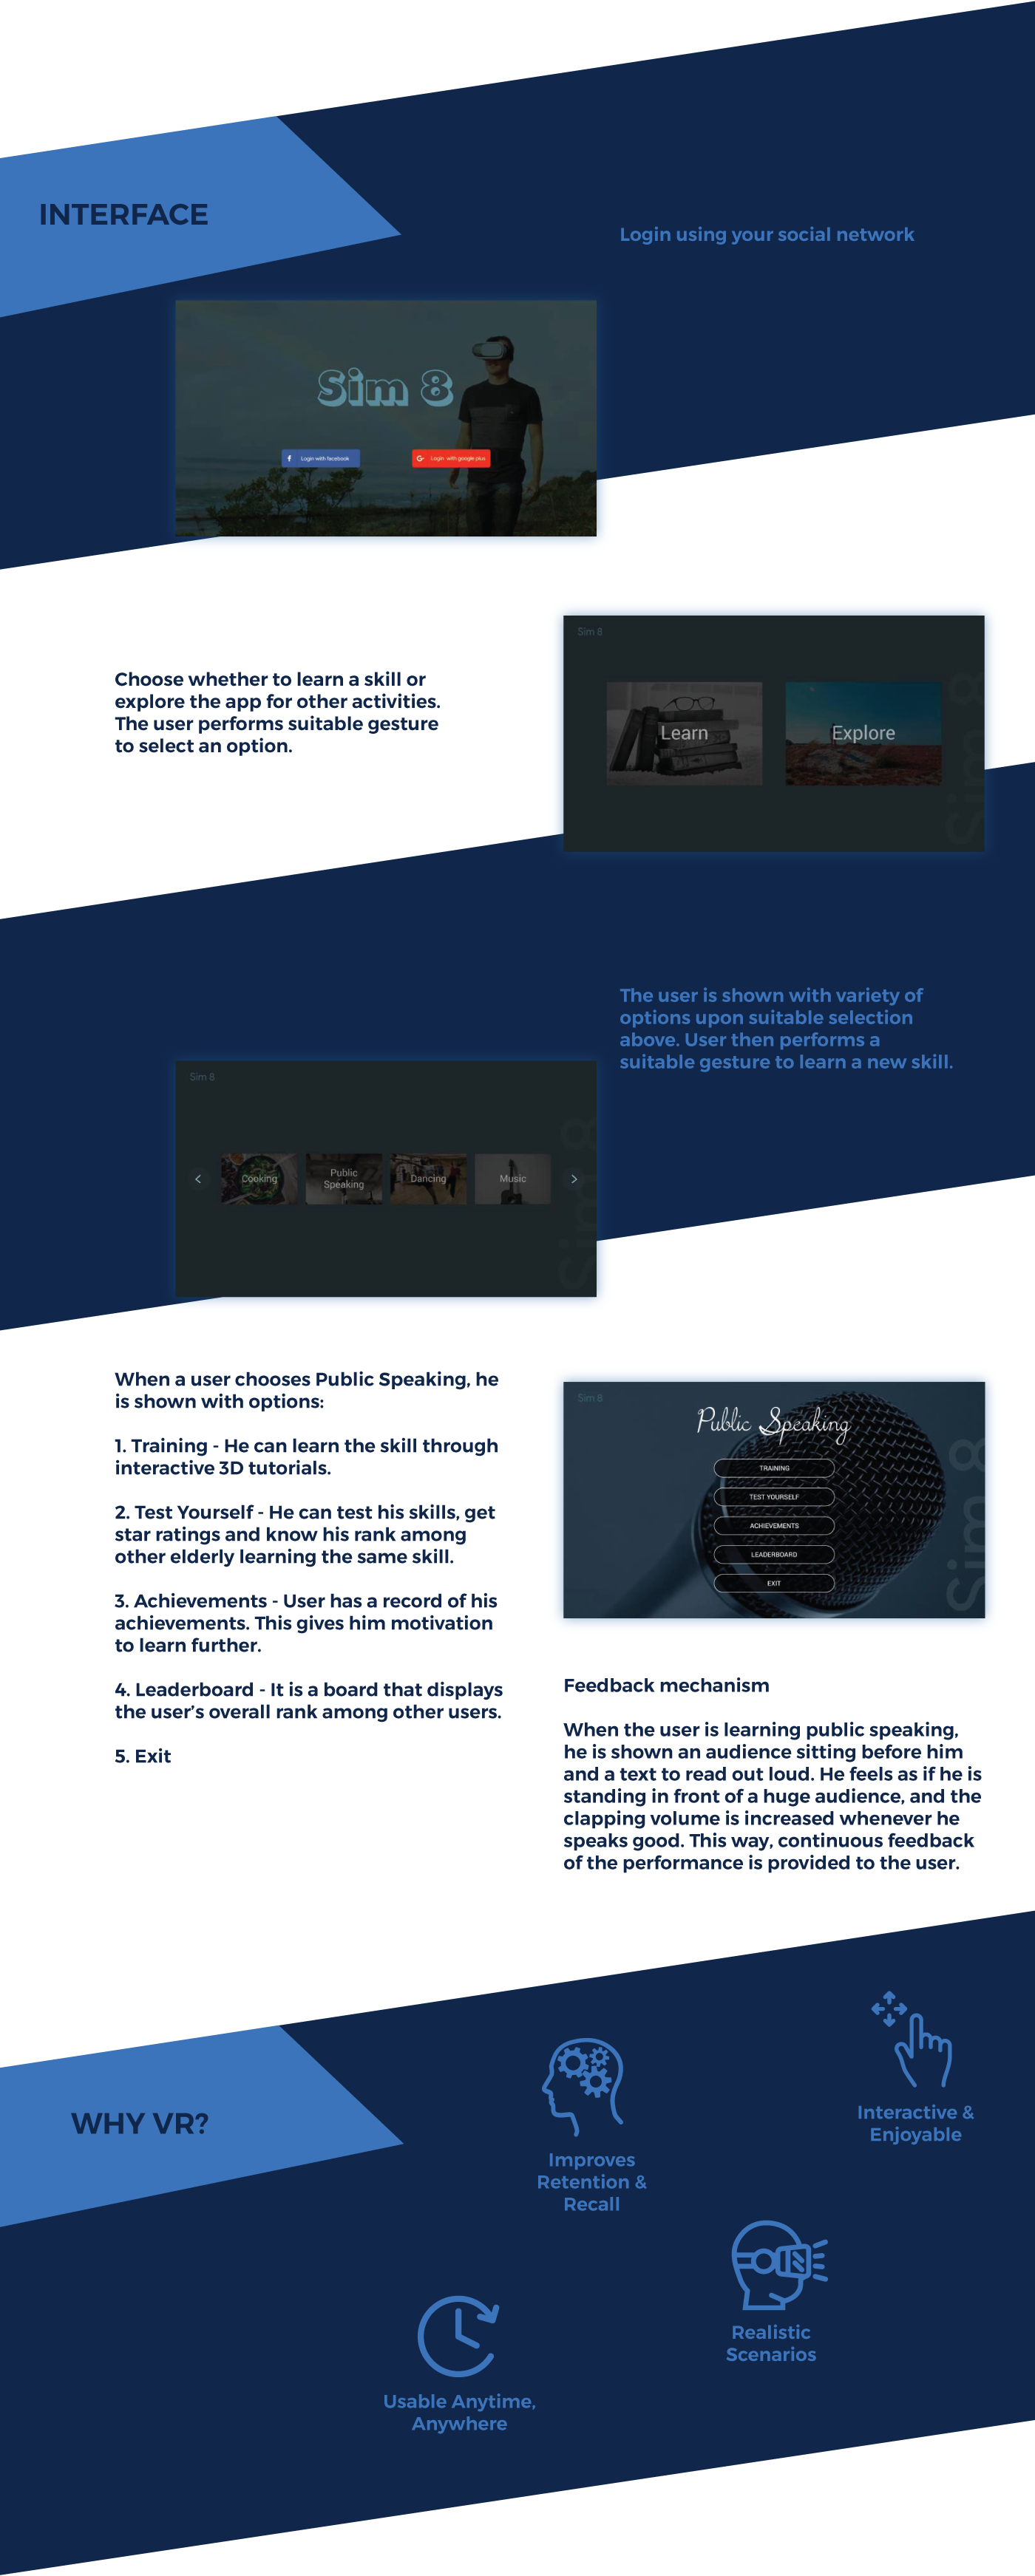 INTERFACE
Login using your social network
Sim 8
f Login with facebook
G+ Login with google plus
Choose whether to learn a skill or
explore the app for other activities.
The user performs suitable gesture
to select an option.
Sim 8
Learn
Explore
Sim 8
The user is shown with variety of
options upon suitable selection
above. User then performs a
suitable gesture to learn a new skill.
Sim 8
Cooking
Public
Speaking
Dancing
Music
Sim 8
When a user chooses Public Speaking, he
is shown with options:
1. Training - He can learn the skill through
interactive 3D tutorials.
2. Test Yourself - He can test his skills, get
star ratings and know his rank among
other elderly learning the same skill.
3. Achievements - User has a record of his
achievements. This gives him motivation
to learn further.
4. Leaderboard - It is a board that displays
the user's overall rank among other users.
5. Exit
Sim 8
Public Speaking
TRAINING
TEST YOURSELF
ACHIEVEMENTS
LEADERBOARD
EXIT
Sim 8
Feedback mechanism
When the user is learning public speaking,
he is shown an audience sitting before him
and a text to read out loud. He feels as if he is
standing in front of a huge audience, and the
clapping volume is increased whenever he
speaks good. This way, continuous feedback
of the performance is provided to the user.
WHY VR?
Improves
Retention &
Recall
Interactive &
Enjoyable
Realistic
Scenarios
Usable Anytime,
Anywhere